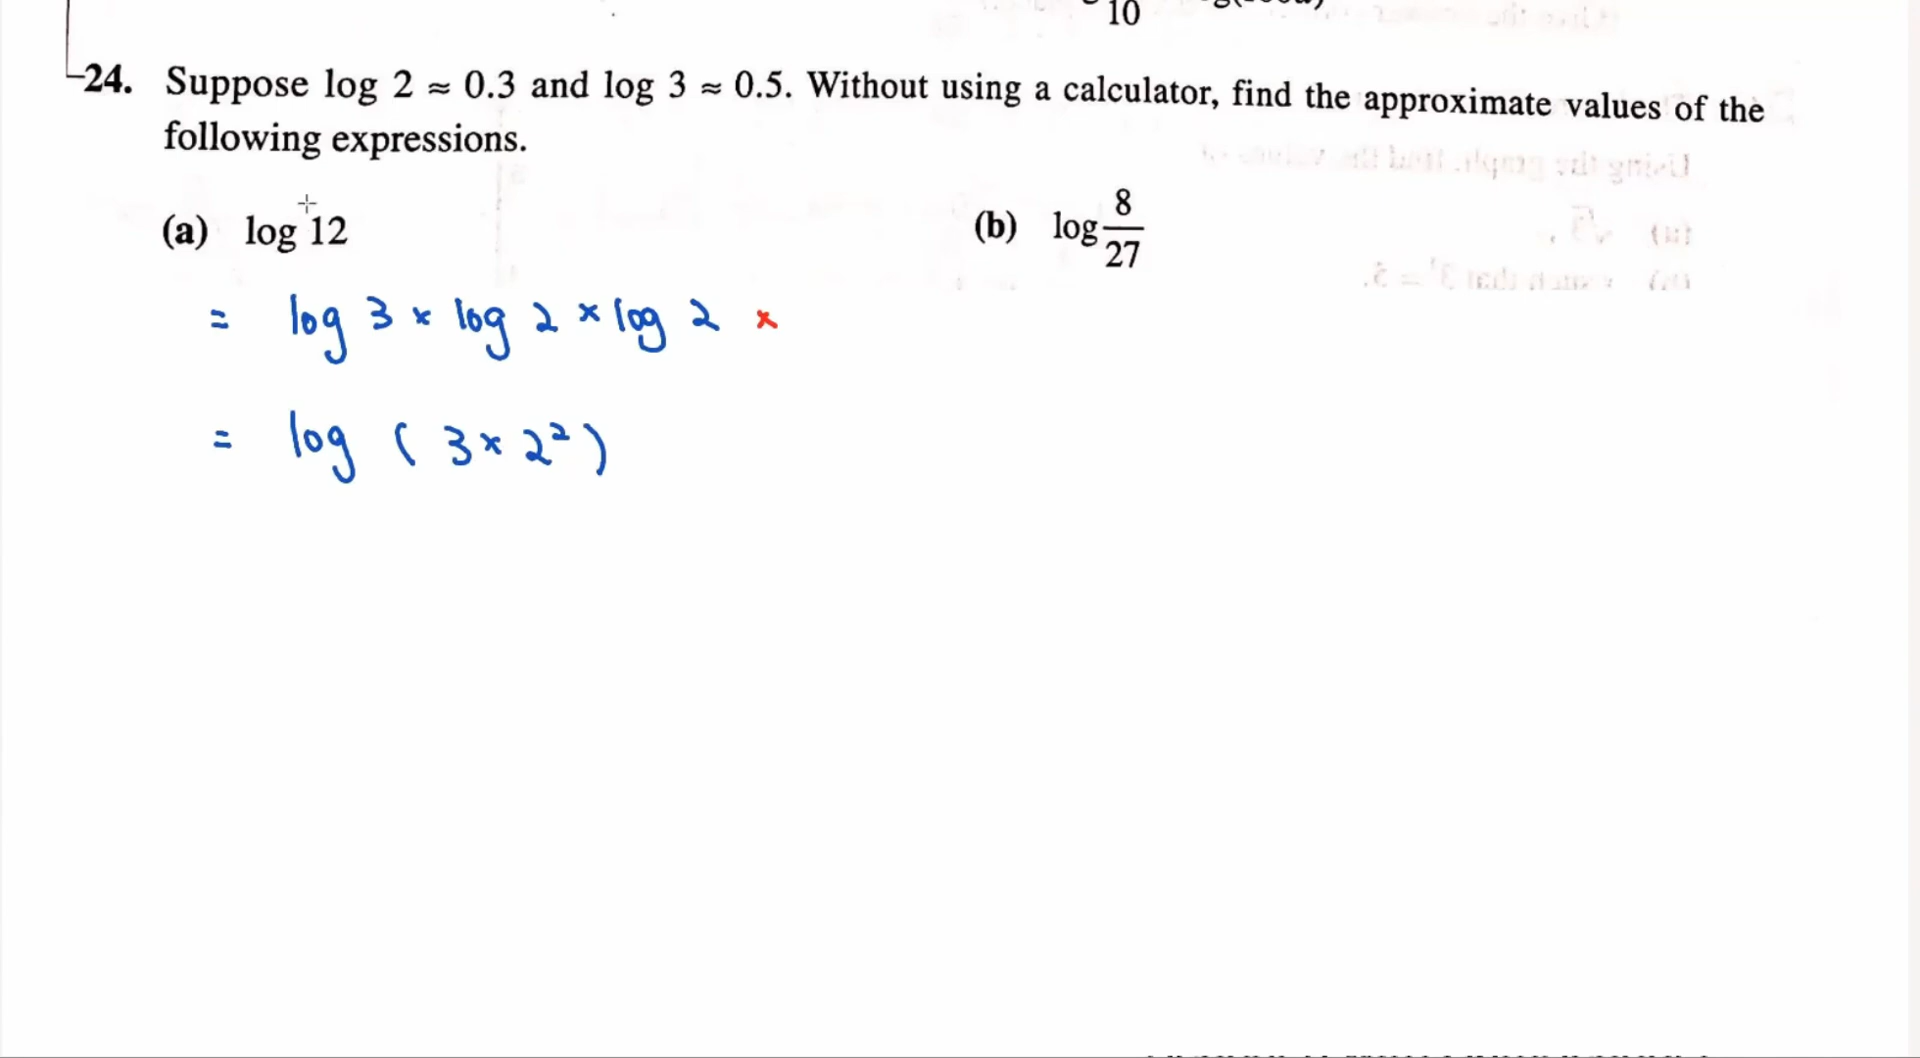 10
24. Suppose log 2 ≈ 0.3 and log 3 ≈ 0.5. Without using a calculator, find the approximate values of the
following expressions.
(a) log 12
(b) log 8/27
= log 3 × log 2 × log 2 ×
= log ( 3 × 2² )